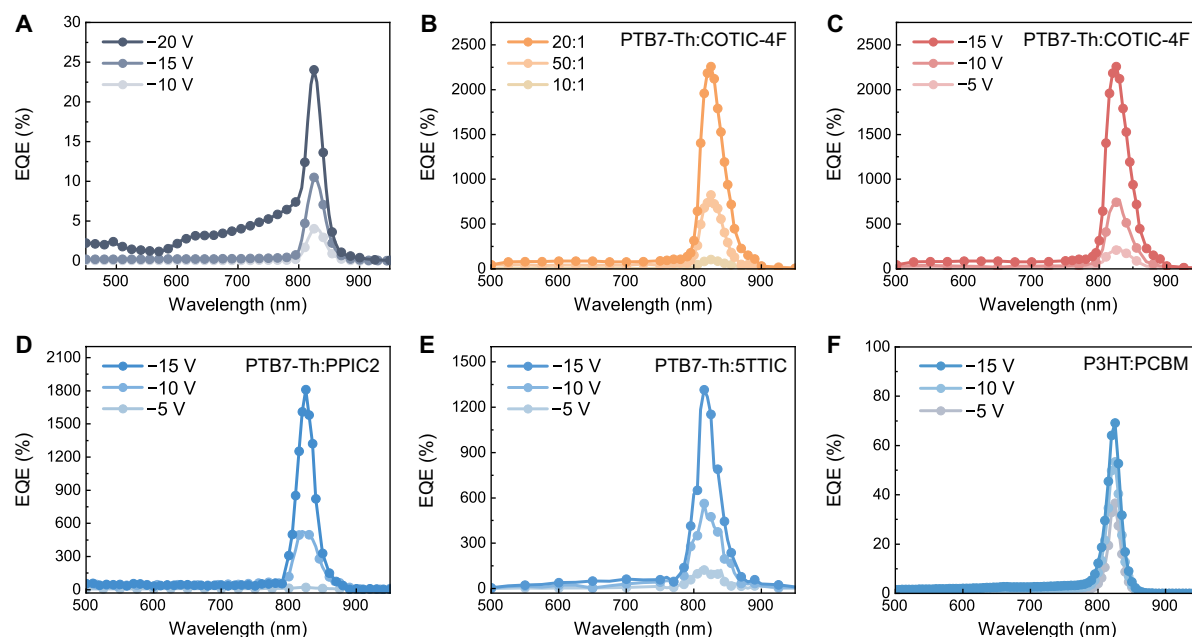 A
−20 V
−15 V
−10 V
EQE (%)
30
25
20
15
10
5
0
500 600 700 800 900
Wavelength (nm)
B
PTB7-Th:COTIC-4F
20:1
50:1
10:1
EQE (%)
2500
2000
1500
1000
500
0
500 600 700 800 900
Wavelength (nm)
C
PTB7-Th:COTIC-4F
−15 V
−10 V
−5 V
EQE (%)
2500
2000
1500
1000
500
0
500 600 700 800 900
Wavelength (nm)
D
PTB7-Th:PPIC2
−15 V
−10 V
−5 V
EQE (%)
2100
1800
1500
1200
900
600
300
0
500 600 700 800 900
Wavelength (nm)
E
PTB7-Th:5TTIC
−15 V
−10 V
−5 V
EQE (%)
1500
1200
900
600
300
0
500 600 700 800 900
Wavelength (nm)
F
P3HT:PCBM
−15 V
−10 V
−5 V
EQE (%)
100
80
60
40
20
0
500 600 700 800 900
Wavelength (nm)